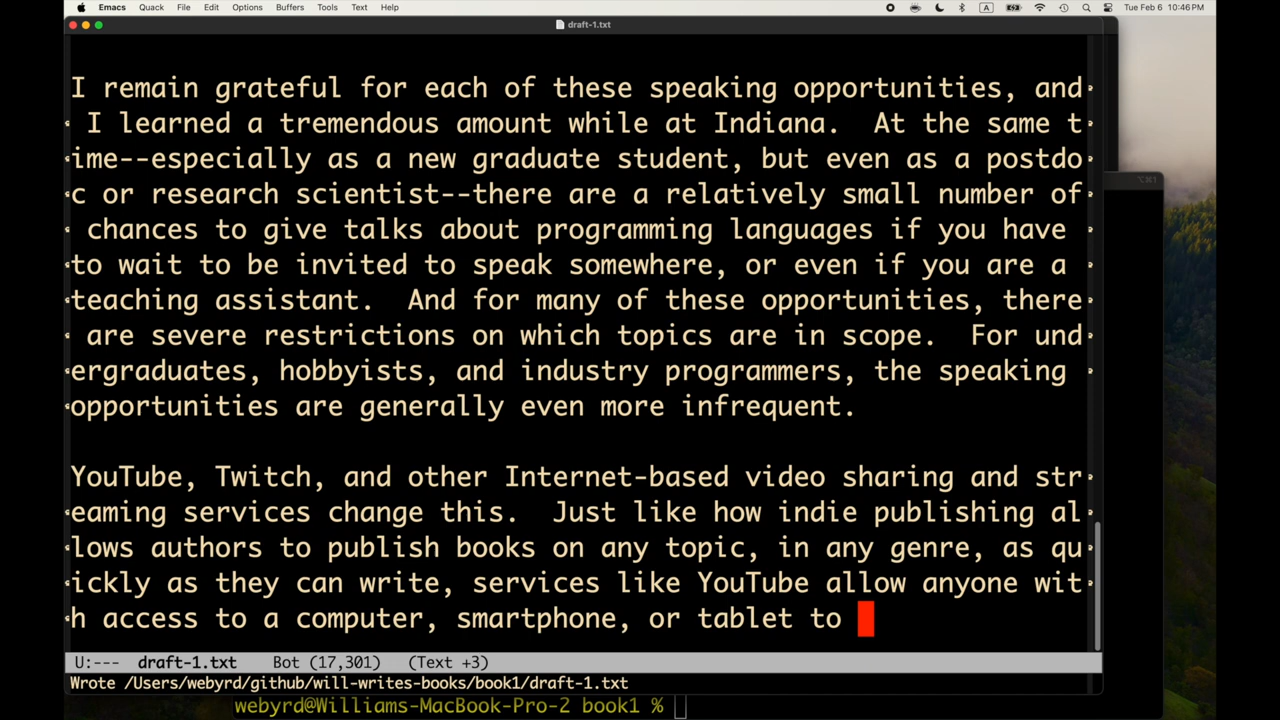 Emacs Quack File Edit Options Buffers Tools Text Help A Tue Feb 6 10:46 PM
draft-1.txt
I remain grateful for each of these speaking opportunities, and
I learned a tremendous amount while at Indiana.  At the same t
ime--especially as a new graduate student, but even as a postdo
c or research scientist--there are a relatively small number of
chances to give talks about programming languages if you have
to wait to be invited to speak somewhere, or even if you are a
teaching assistant.  And for many of these opportunities, there
are severe restrictions on which topics are in scope.  For und
ergraduates, hobbyists, and industry programmers, the speaking
opportunities are generally even more infrequent.
YouTube, Twitch, and other Internet-based video sharing and str
eaming services change this.  Just like how indie publishing al
lows authors to publish books on any topic, in any genre, as qu
ickly as they can write, services like YouTube allow anyone wit
h access to a computer, smartphone, or tablet to
U:--- draft-1.txt Bot (17,301) (Text +3)
Wrote /Users/webyrd/github/will-writes-books/book1/draft-1.txt
webyrd@Williams-MacBook-Pro-2 book1 %
⌥⌘1